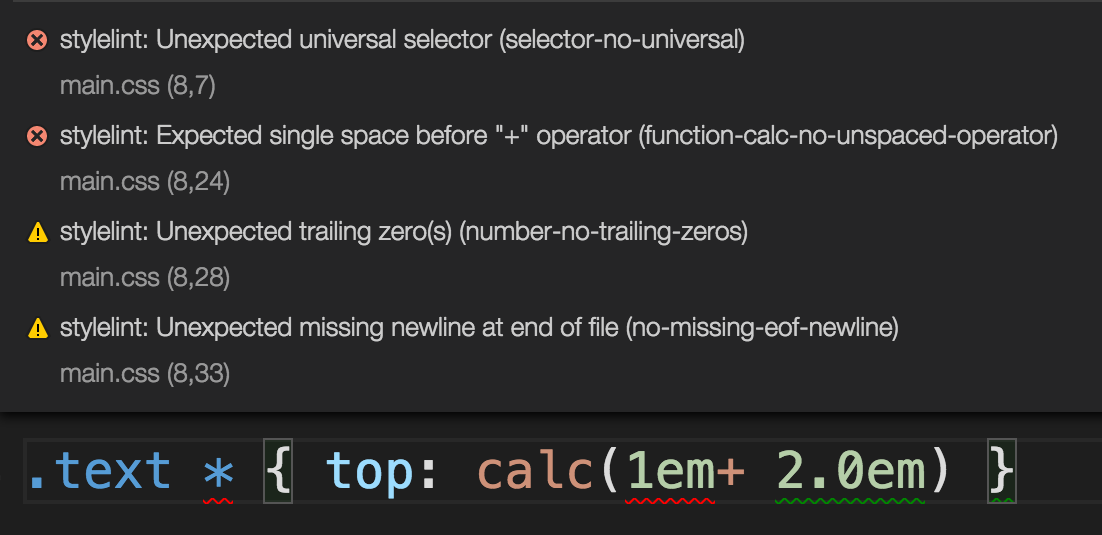 stylelint: Unexpected universal selector (selector-no-universal)
main.css (8,7)
stylelint: Expected single space before "+" operator (function-calc-no-unspaced-operator)
main.css (8,24)
stylelint: Unexpected trailing zero(s) (number-no-trailing-zeros)
main.css (8,28)
stylelint: Unexpected missing newline at end of file (no-missing-eof-newline)
main.css (8,33)
.text * { top: calc(1em+ 2.0em) }